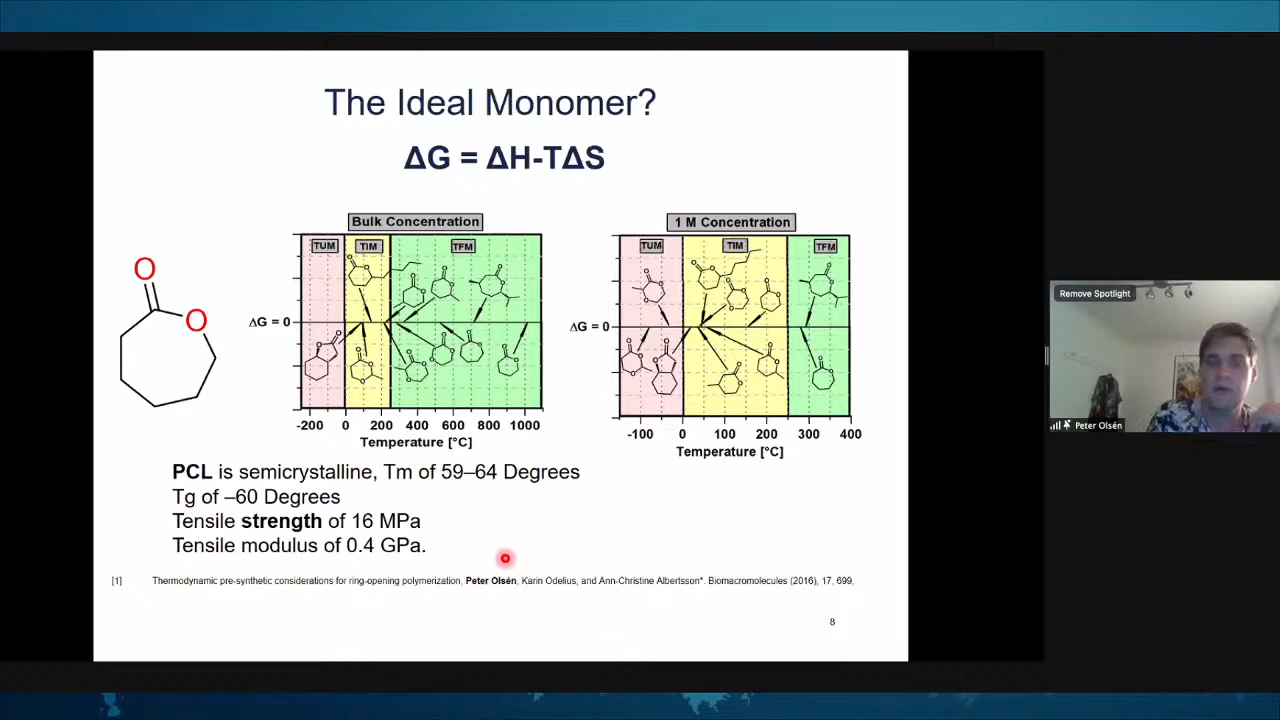 The Ideal Monomer?
ΔG = ΔH-TΔS
Bulk Concentration
TUM TIM TFM
ΔG = 0
-200 0 200 400 600 800 1000
Temperature [°C]
1 M Concentration
TUM TIM TFM
ΔG = 0
-100 0 100 200 300 400
Temperature [°C]
O
O
PCL is semicrystalline, Tm of 59–64 Degrees
Tg of –60 Degrees
Tensile strength of 16 MPa
Tensile modulus of 0.4 GPa.
[1] Thermodynamic pre-synthetic considerations for ring-opening polymerization, Peter Olsén, Karin Odelius, and Ann-Christine Albertsson*. Biomacromolecules (2016), 17, 699,
8
Remove Spotlight
Peter Olsén